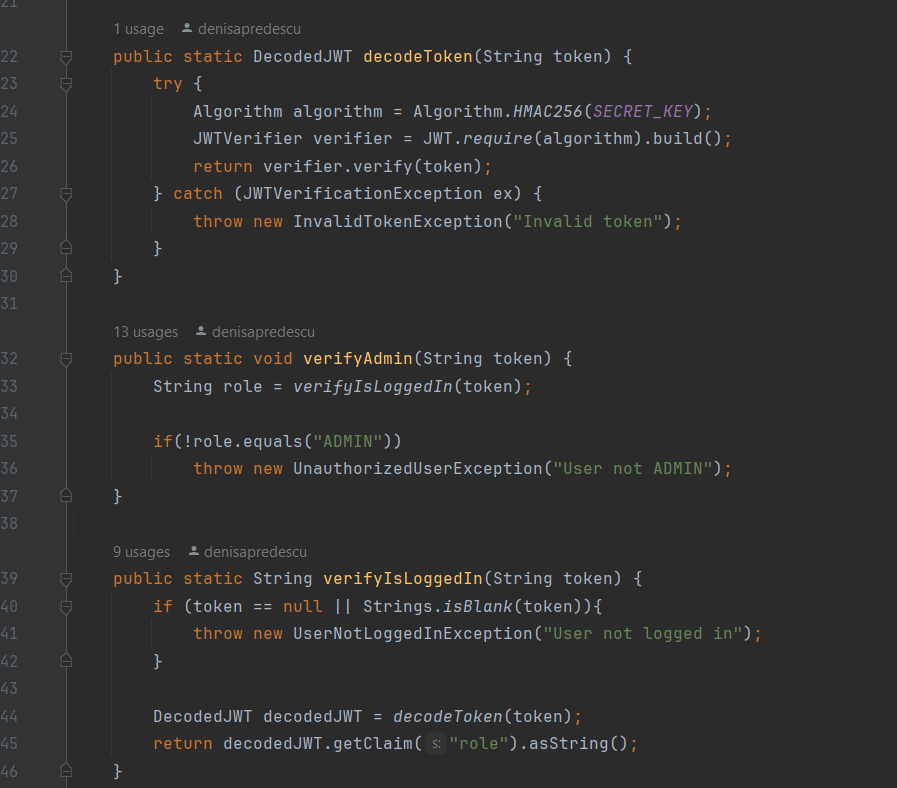 21
1 usage denisapredescu
22 public static DecodedJWT decodeToken(String token) {
23 try {
24 Algorithm algorithm = Algorithm.HMAC256(SECRET_KEY);
25 JWTVerifier verifier = JWT.require(algorithm).build();
26 return verifier.verify(token);
27 } catch (JWTVerificationException ex) {
28 throw new InvalidTokenException("Invalid token");
29 }
30 }
31
13 usages denisapredescu
32 public static void verifyAdmin(String token) {
33 String role = verifyIsLoggedIn(token);
34
35 if(!role.equals("ADMIN"))
36 throw new UnauthorizedUserException("User not ADMIN");
37 }
38
9 usages denisapredescu
39 public static String verifyIsLoggedIn(String token) {
40 if (token == null || Strings.isBlank(token)){
41 throw new UserNotLoggedInException("User not logged in");
42 }
43
44 DecodedJWT decodedJWT = decodeToken(token);
45 return decodedJWT.getClaim( s: "role").asString();
46 }